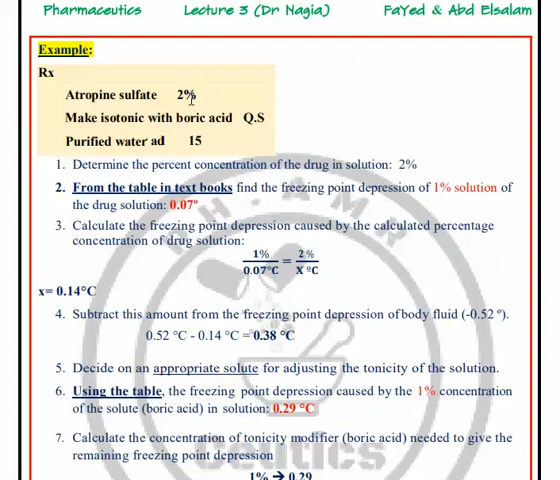 Pharmaceutics Lecture 3 (Dr Nagia) Fayed & Abd Elsalam
Example:
Rx
Atropine sulfate 2%
Make isotonic with boric acid Q.S
Purified water ad 15
1. Determine the percent concentration of the drug in solution: 2%
2. From the table in text books find the freezing point depression of 1% solution of
the drug solution: 0.07°
3. Calculate the freezing point depression caused by the calculated percentage
concentration of drug solution:
1% / 0.07°C = 2% / X °C
x= 0.14°C
4. Subtract this amount from the freezing point depression of body fluid (-0.52 °).
0.52 °C - 0.14 °C = 0.38 °C
5. Decide on an appropriate solute for adjusting the tonicity of the solution.
6. Using the table, the freezing point depression caused by the 1% concentration
of the solute (boric acid) in solution: 0.29 °C
7. Calculate the concentration of tonicity modifier (boric acid) needed to give the
remaining freezing point depression
1% → 0.29
PH. AMR
Ceutics